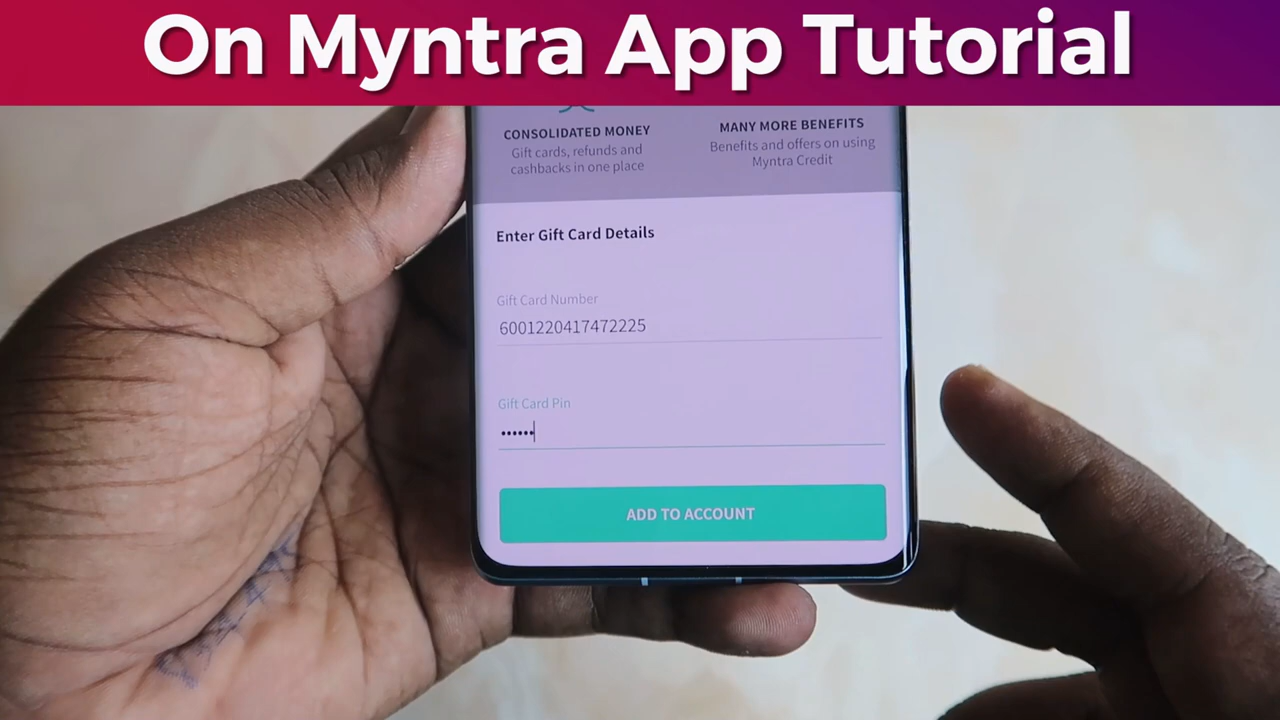 On Myntra App Tutorial
CONSOLIDATED MONEY
Gift cards, refunds and
cashbacks in one place
MANY MORE BENEFITS
Benefits and offers on using
Myntra Credit
Enter Gift Card Details
Gift Card Number
6001220417472225
Gift Card Pin
••••••
ADD TO ACCOUNT